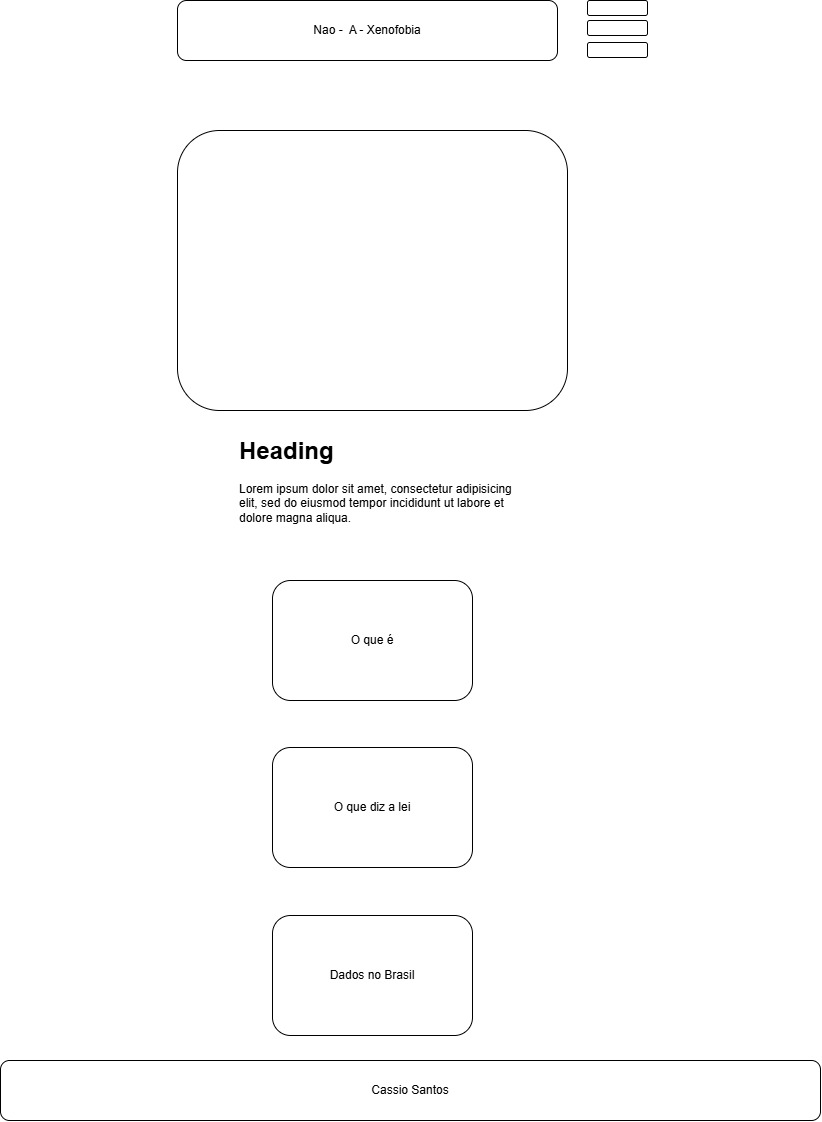 Nao -  A - Xenofobia
Heading
Lorem ipsum dolor sit amet, consectetur adipisicing
elit, sed do eiusmod tempor incididunt ut labore et
dolore magna aliqua.
O que é
O que diz a lei
Dados no Brasil
Cassio Santos